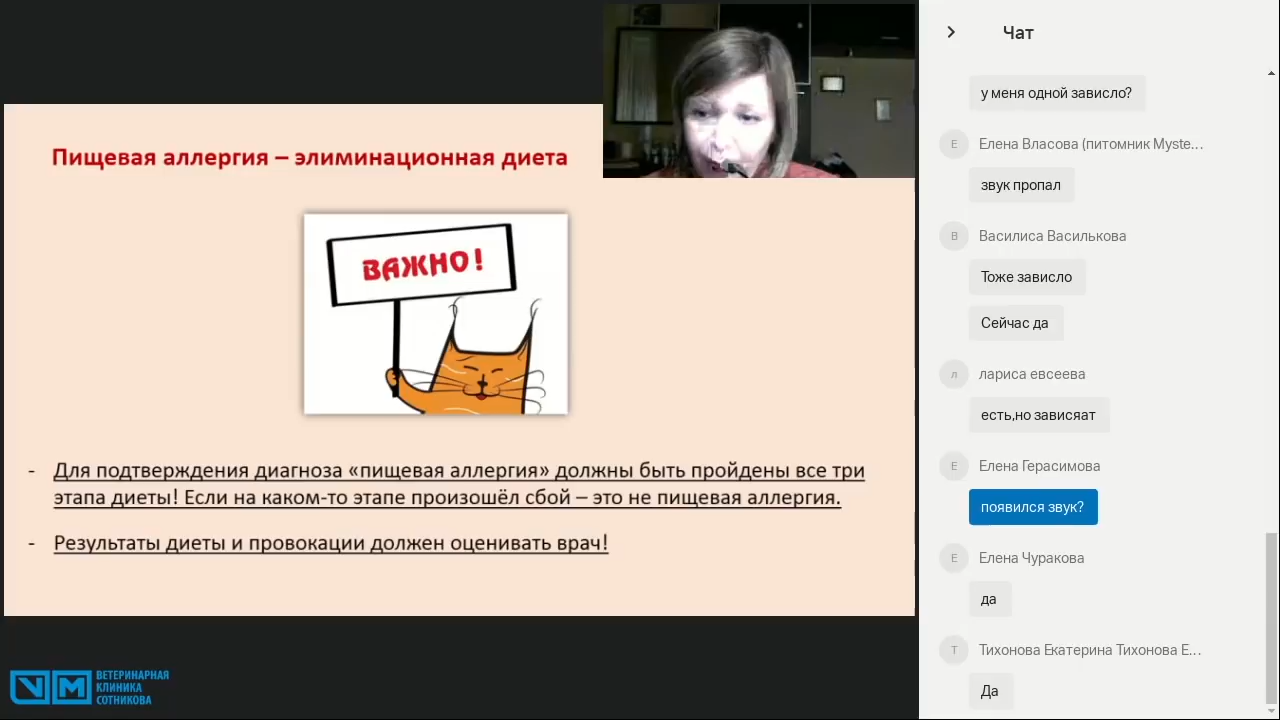 Пищевая аллергия – элиминационная диета
ВАЖНО!
- Для подтверждения диагноза «пищевая аллергия» должны быть пройдены все три
этапа диеты! Если на каком-то этапе произошёл сбой – это не пищевая аллергия.
- Результаты диеты и провокации должен оценивать врач!
VM
ВЕТЕРИНАРНАЯ
КЛИНИКА
СОТНИКОВА
Чат
у меня одной зависло?
Е
Елена Власова (питомник Myste...
звук пропал
В
Василиса Василькова
Тоже зависло
Сейчас да
л
лариса евсеева
есть,но зависяат
Е
Елена Герасимова
появился звук?
Е
Елена Чуракова
да
Т
Тихонова Екатерина Тихонова Е...
Да